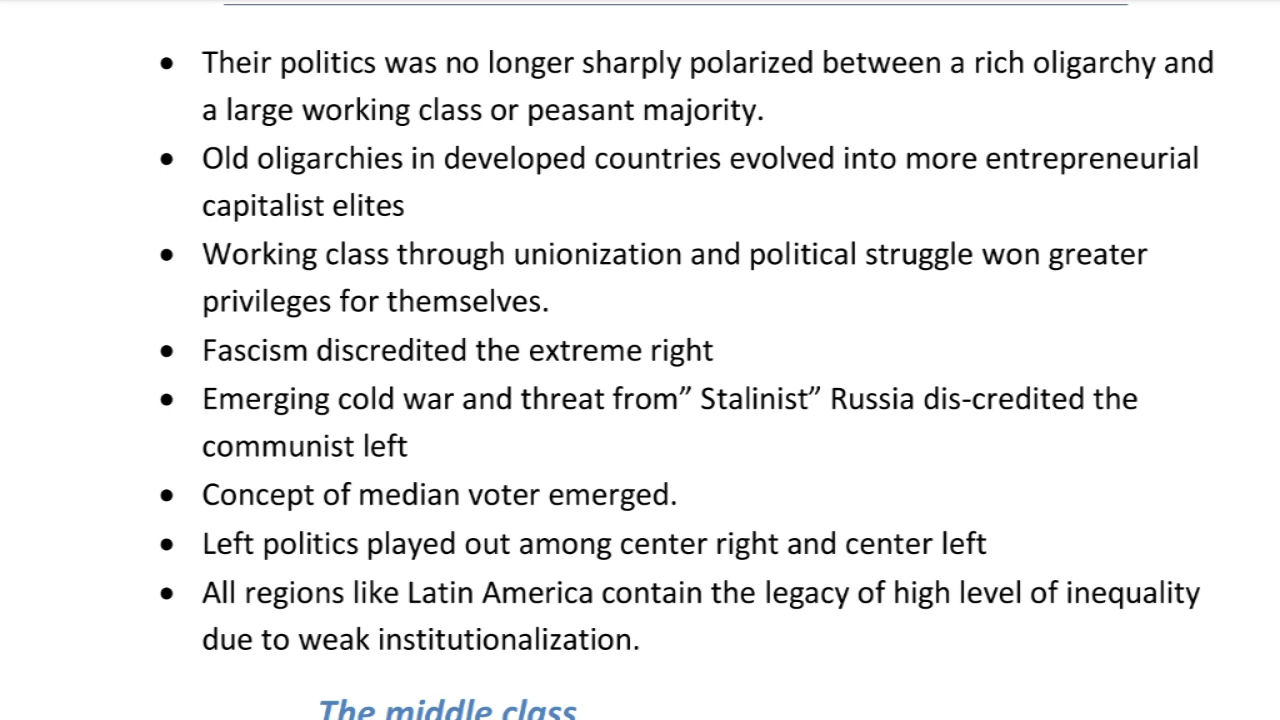 • Their politics was no longer sharply polarized between a rich oligarchy and
a large working class or peasant majority.
• Old oligarchies in developed countries evolved into more entrepreneurial
capitalist elites
• Working class through unionization and political struggle won greater
privileges for themselves.
• Fascism discredited the extreme right
• Emerging cold war and threat from” Stalinist” Russia dis-credited the
communist left
• Concept of median voter emerged.
• Left politics played out among center right and center left
• All regions like Latin America contain the legacy of high level of inequality
due to weak institutionalization.
The middle class